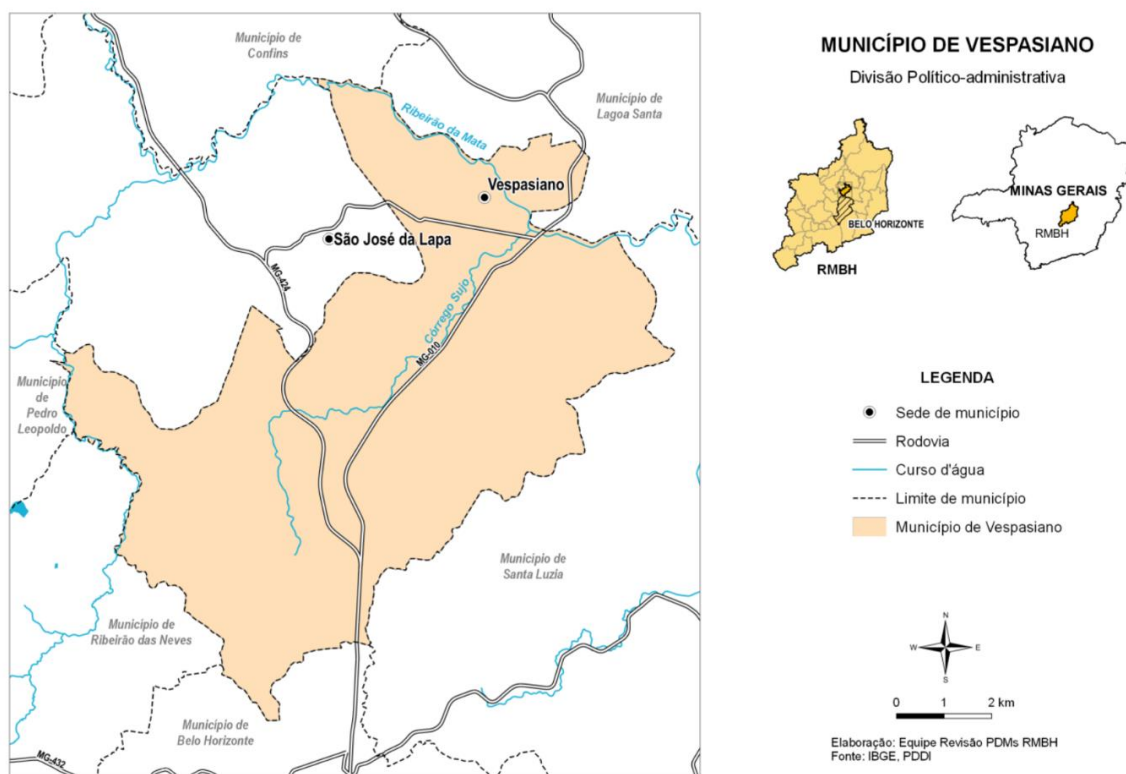 Município de
Confins
Município de
Lagoa Santa
Ribeirão da Mata
Vespasiano
São José da Lapa
MG-424
Córrego Sujo
MG-010
Município
de
Pedro
Leopoldo
Município de
Santa Luzia
Município de
Ribeirão das Neves
Município de
Belo Horizonte
MG-432
MUNICÍPIO DE VESPASIANO
Divisão Político-administrativa
BELO HORIZONTE
RMBH
MINAS GERAIS
RMBH
LEGENDA
Sede de município
Rodovia
Curso d'água
Limite de município
Município de Vespasiano
N
W
E
S
0 1 2 km
Elaboração: Equipe Revisão PDMs RMBH
Fonte: IBGE, PDDI